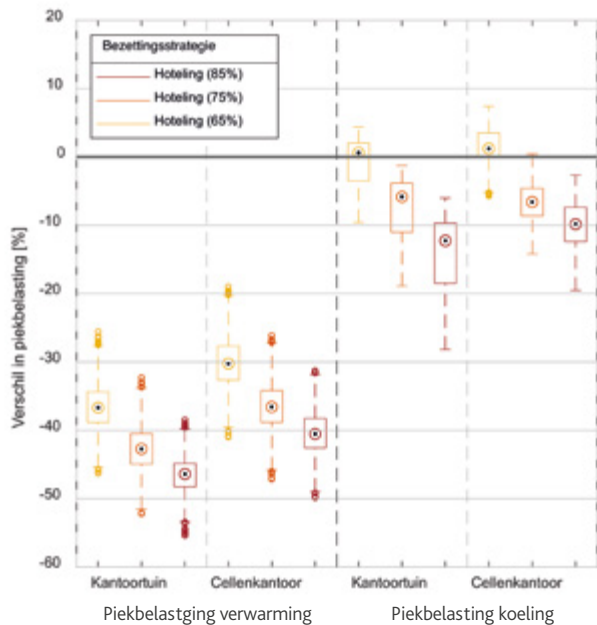 20
10
0
-10
-20
-30
-40
-50
-60
Verschil in piekbelasting [%]
Bezettingsstrategie
Hoteling (85%)
Hoteling (75%)
Hoteling (65%)
Kantoortuin Cellenkantoor Kantoortuin Cellenkantoor
Piekbelastging verwarming Piekbelasting koeling